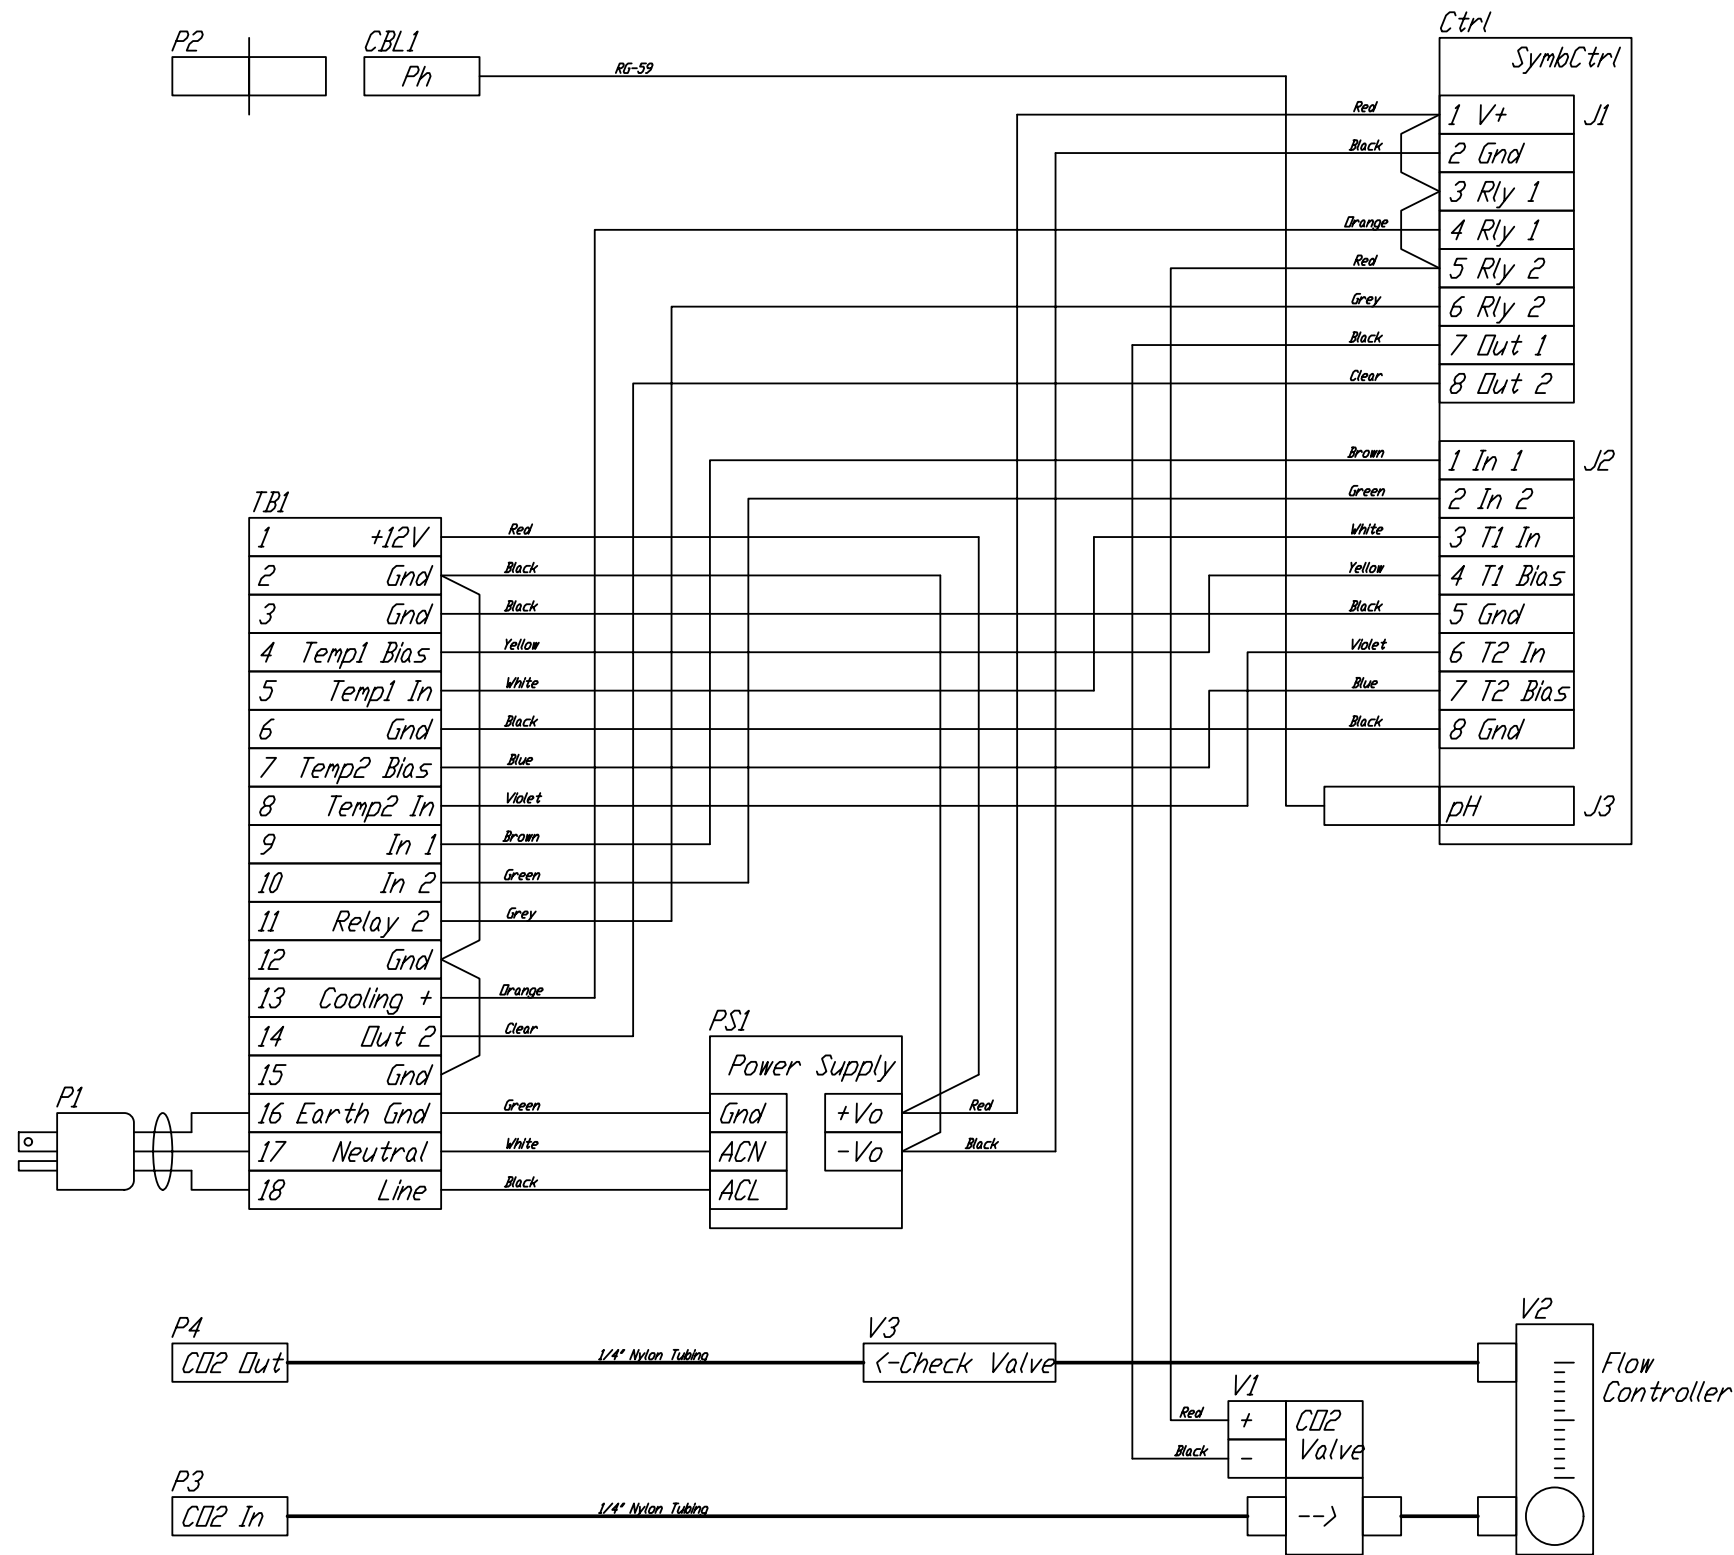 Ctrl
SymbCtrl
P2
CBL1
Ph
RG-59
Red
1 V+
J1
Black
2 Gnd
3 Rly 1
Orange
4 Rly 1
Red
5 Rly 2
Grey
6 Rly 2
Black
7 Out 1
Clear
8 Out 2
Brown
1 In 1
J2
Green
2 In 2
White
3 T1 In
Yellow
4 T1 Bias
Black
5 Gnd
Violet
6 T2 In
Blue
7 T2 Bias
Black
8 Gnd
pH
J3
TB1
1 +12V
Red
2 Gnd
Black
3 Gnd
Black
4 Temp1 Bias
Yellow
5 Temp1 In
White
6 Gnd
Black
7 Temp2 Bias
Blue
8 Temp2 In
Violet
9 In 1
Brown
10 In 2
Green
11 Relay 2
Grey
12 Gnd
13 Cooling +
Orange
14 Out 2
Clear
15 Gnd
16 Earth Gnd
Green
17 Neutral
White
18 Line
Black
P1
PS1
Power Supply
Gnd
+Vo
Red
ACN
-Vo
Black
ACL
P4
CO2 Out
1/4" Nylon Tubing
V3
<-Check Valve
V2
Flow
Controller
V1
Red
+
CO2
Valve
Black
-
P3
CO2 In
1/4" Nylon Tubing
-->